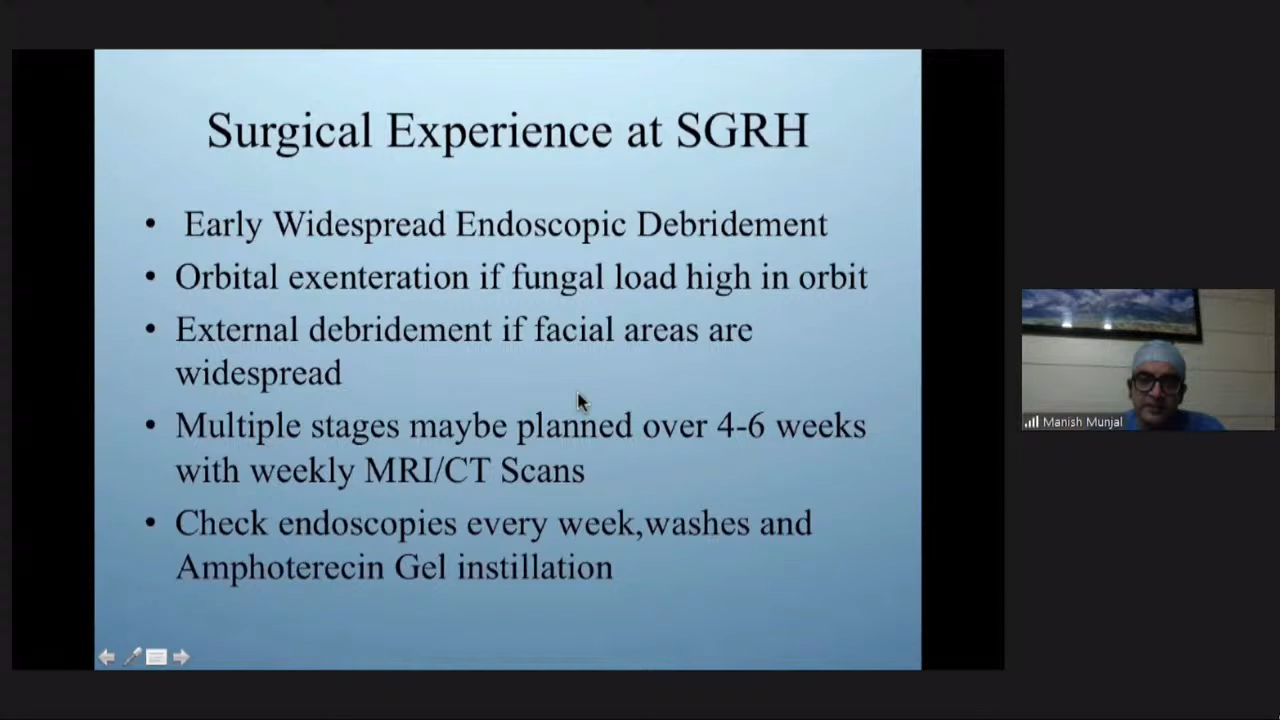 Surgical Experience at SGRH
• Early Widespread Endoscopic Debridement
• Orbital exenteration if fungal load high in orbit
• External debridement if facial areas are
widespread
• Multiple stages maybe planned over 4-6 weeks
with weekly MRI/CT Scans
• Check endoscopies every week,washes and
Amphoterecin Gel instillation
Manish Munjal